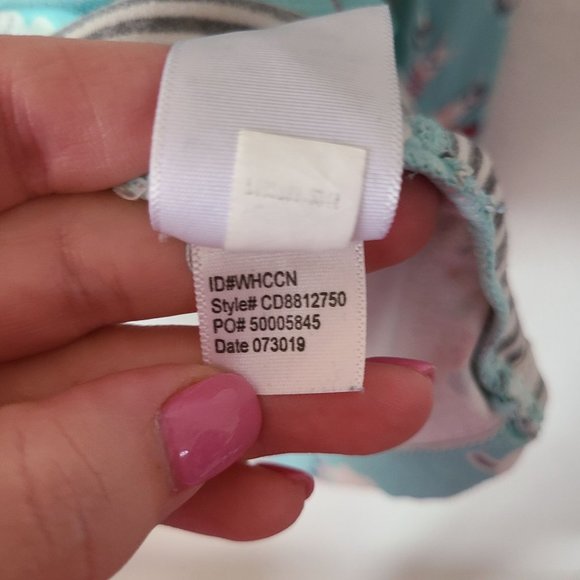 ID#WHCCN
Style# CD8812750
PO# 50005845
Date 073019